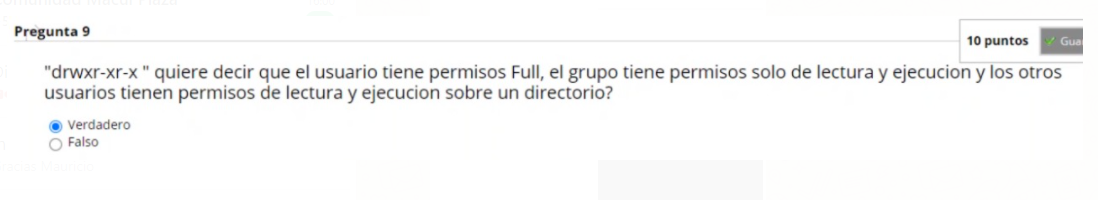 Pregunta 9
10 puntos
"drwxr-xr-x " quiere decir que el usuario tiene permisos Full, el grupo tiene permisos solo de lectura y ejecucion y los otros
usuarios tienen permisos de lectura y ejecucion sobre un directorio?
Verdadero
Falso